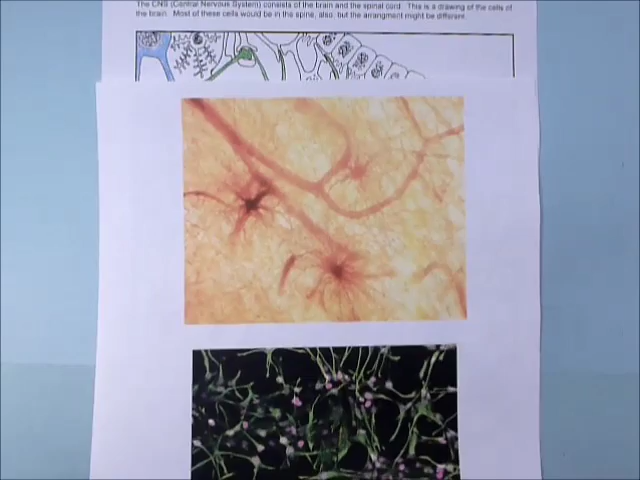 The CNS (Central Nervous System) consists of the brain and the spinal cord. This is a drawing of the cells of
the brain. Most of these cells would be in the spine, also, but the arrangment might be different.